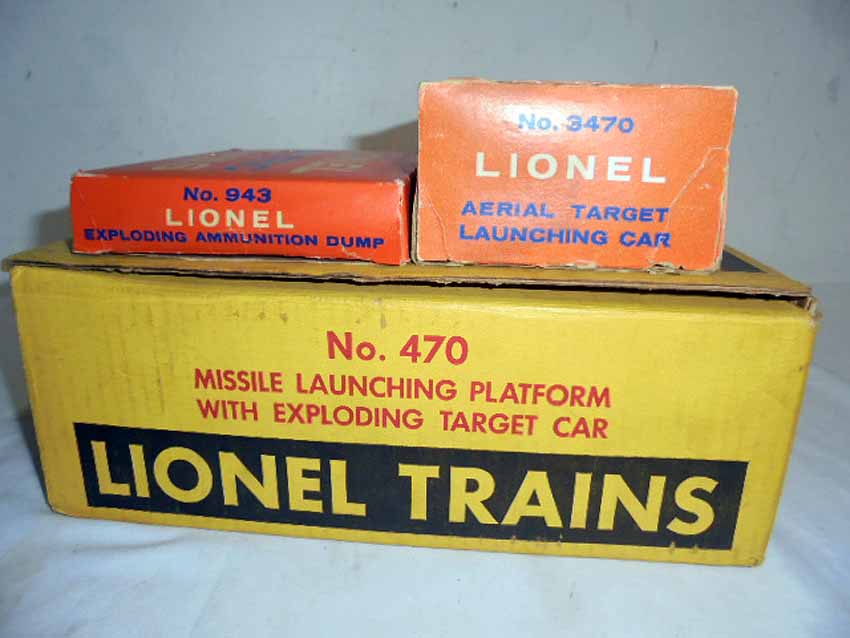 No. 943
LIONEL
EXPLODING AMMUNITION DUMP
No. 3470
LIONEL
AERIAL TARGET
LAUNCHING CAR
No. 470
MISSILE LAUNCHING PLATFORM
WITH EXPLODING TARGET CAR
LIONEL TRAINS